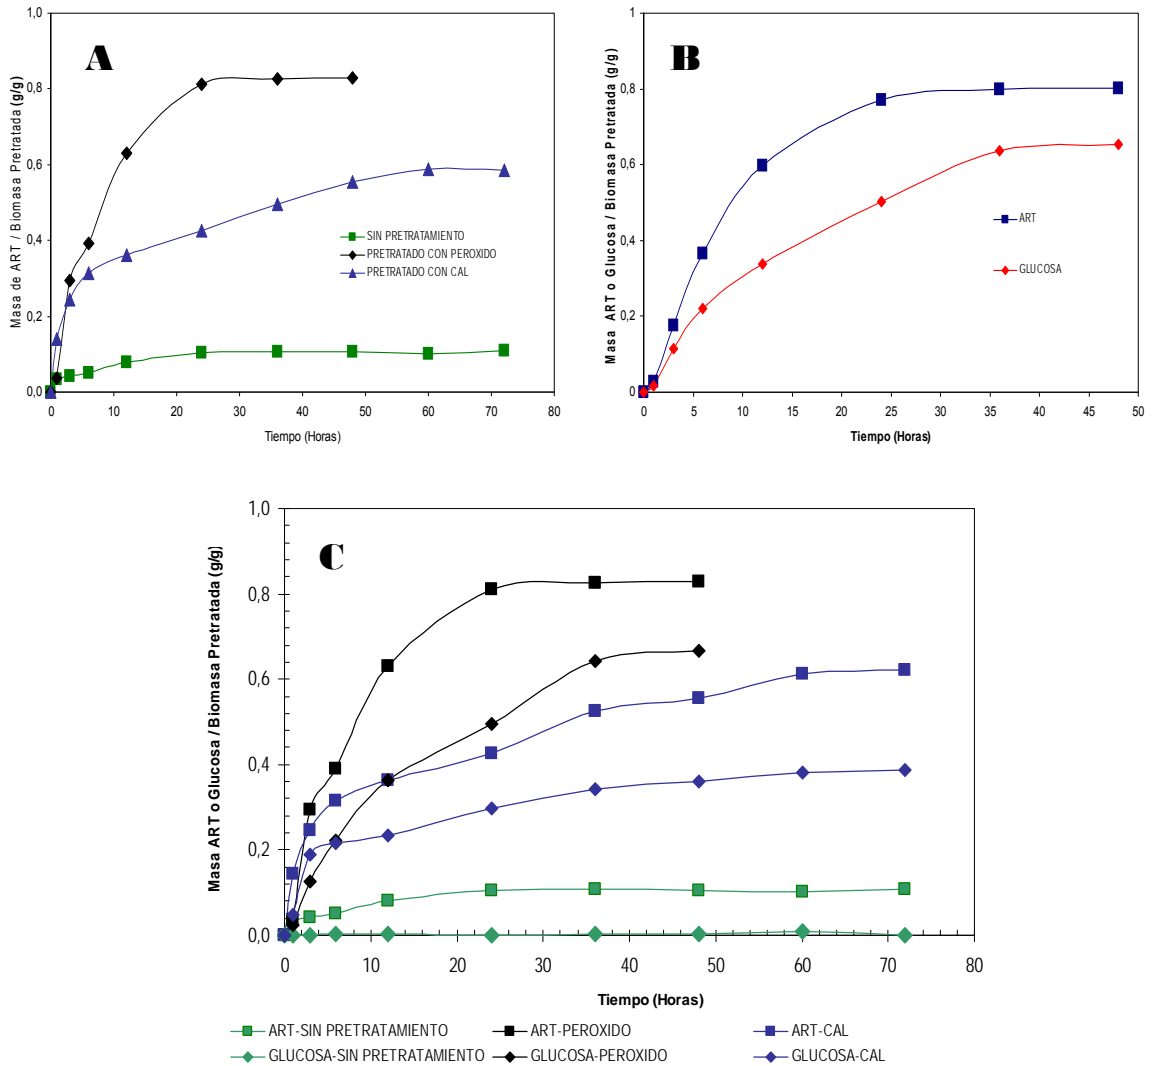 A
Masa de ART / Biomasa Pretratada (g/g)
1,0
0,8
0,6
0,4
0,2
0,0
0 10 20 30 40 50 60 70 80
Tiempo (Horas)
SIN PRETRATAMIENTO
PRETRATADO CON PEROXIDO
PRETRATADO CON CAL
B
Masa ART o Glucosa / Biomasa Pretratada (g/g)
1
0,8
0,6
0,4
0,2
0
0 5 10 15 20 25 30 35 40 45 50
Tiempo (Horas)
ART
GLUCOSA
C
Masa ART o Glucosa / Biomasa Pretratada (g/g)
1,0
0,8
0,6
0,4
0,2
0,0
0 10 20 30 40 50 60 70 80
Tiempo (Horas)
ART-SIN PRETRATAMIENTO ART-PEROXIDO ART-CAL
GLUCOSA-SIN PRETRATAMIENTO GLUCOSA-PEROXIDO GLUCOSA-CAL